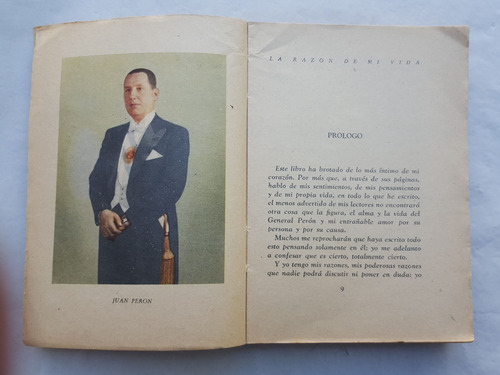 JUAN PERON
LA RAZON DE MI VIDA
PROLOGO
Este libro ha brotado de lo más íntimo de mi
corazón. Por más que, a través de sus páginas,
hablo de mis sentimientos, de mis pensamientos
y de mi propia vida, en todo lo que he escrito,
el menos advertido de mis lectores no encontrará
otra cosa que la figura, el alma y la vida del
General Perón y mi entrañable amor por su
persona y por su causa.
Muchos me reprocharán que haya escrito todo
esto pensando solamente en él; yo me adelanto
a confesar que es cierto, totalmente cierto.
Y yo tengo mis razones, mis poderosas razones
que nadie podrá discutir ni poner en duda: yo
9